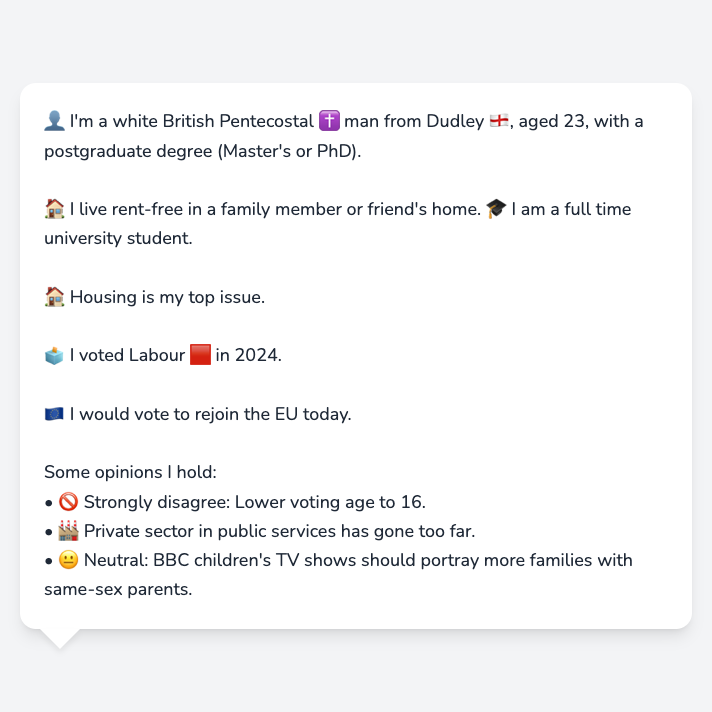 👤 I'm a white British Pentecostal ✝️ man from Dudley 🏴󠁧󠁢󠁥󠁮󠁧󠁿, aged 23, with a
postgraduate degree (Master's or PhD).
🏠 I live rent-free in a family member or friend's home. 🎓 I am a full time
university student.
🏠 Housing is my top issue.
🗳️ I voted Labour 🟥 in 2024.
🇪🇺 I would vote to rejoin the EU today.
Some opinions I hold:
• 🚫 Strongly disagree: Lower voting age to 16.
• 🏭 Private sector in public services has gone too far.
• 😐 Neutral: BBC children's TV shows should portray more families with
same-sex parents.